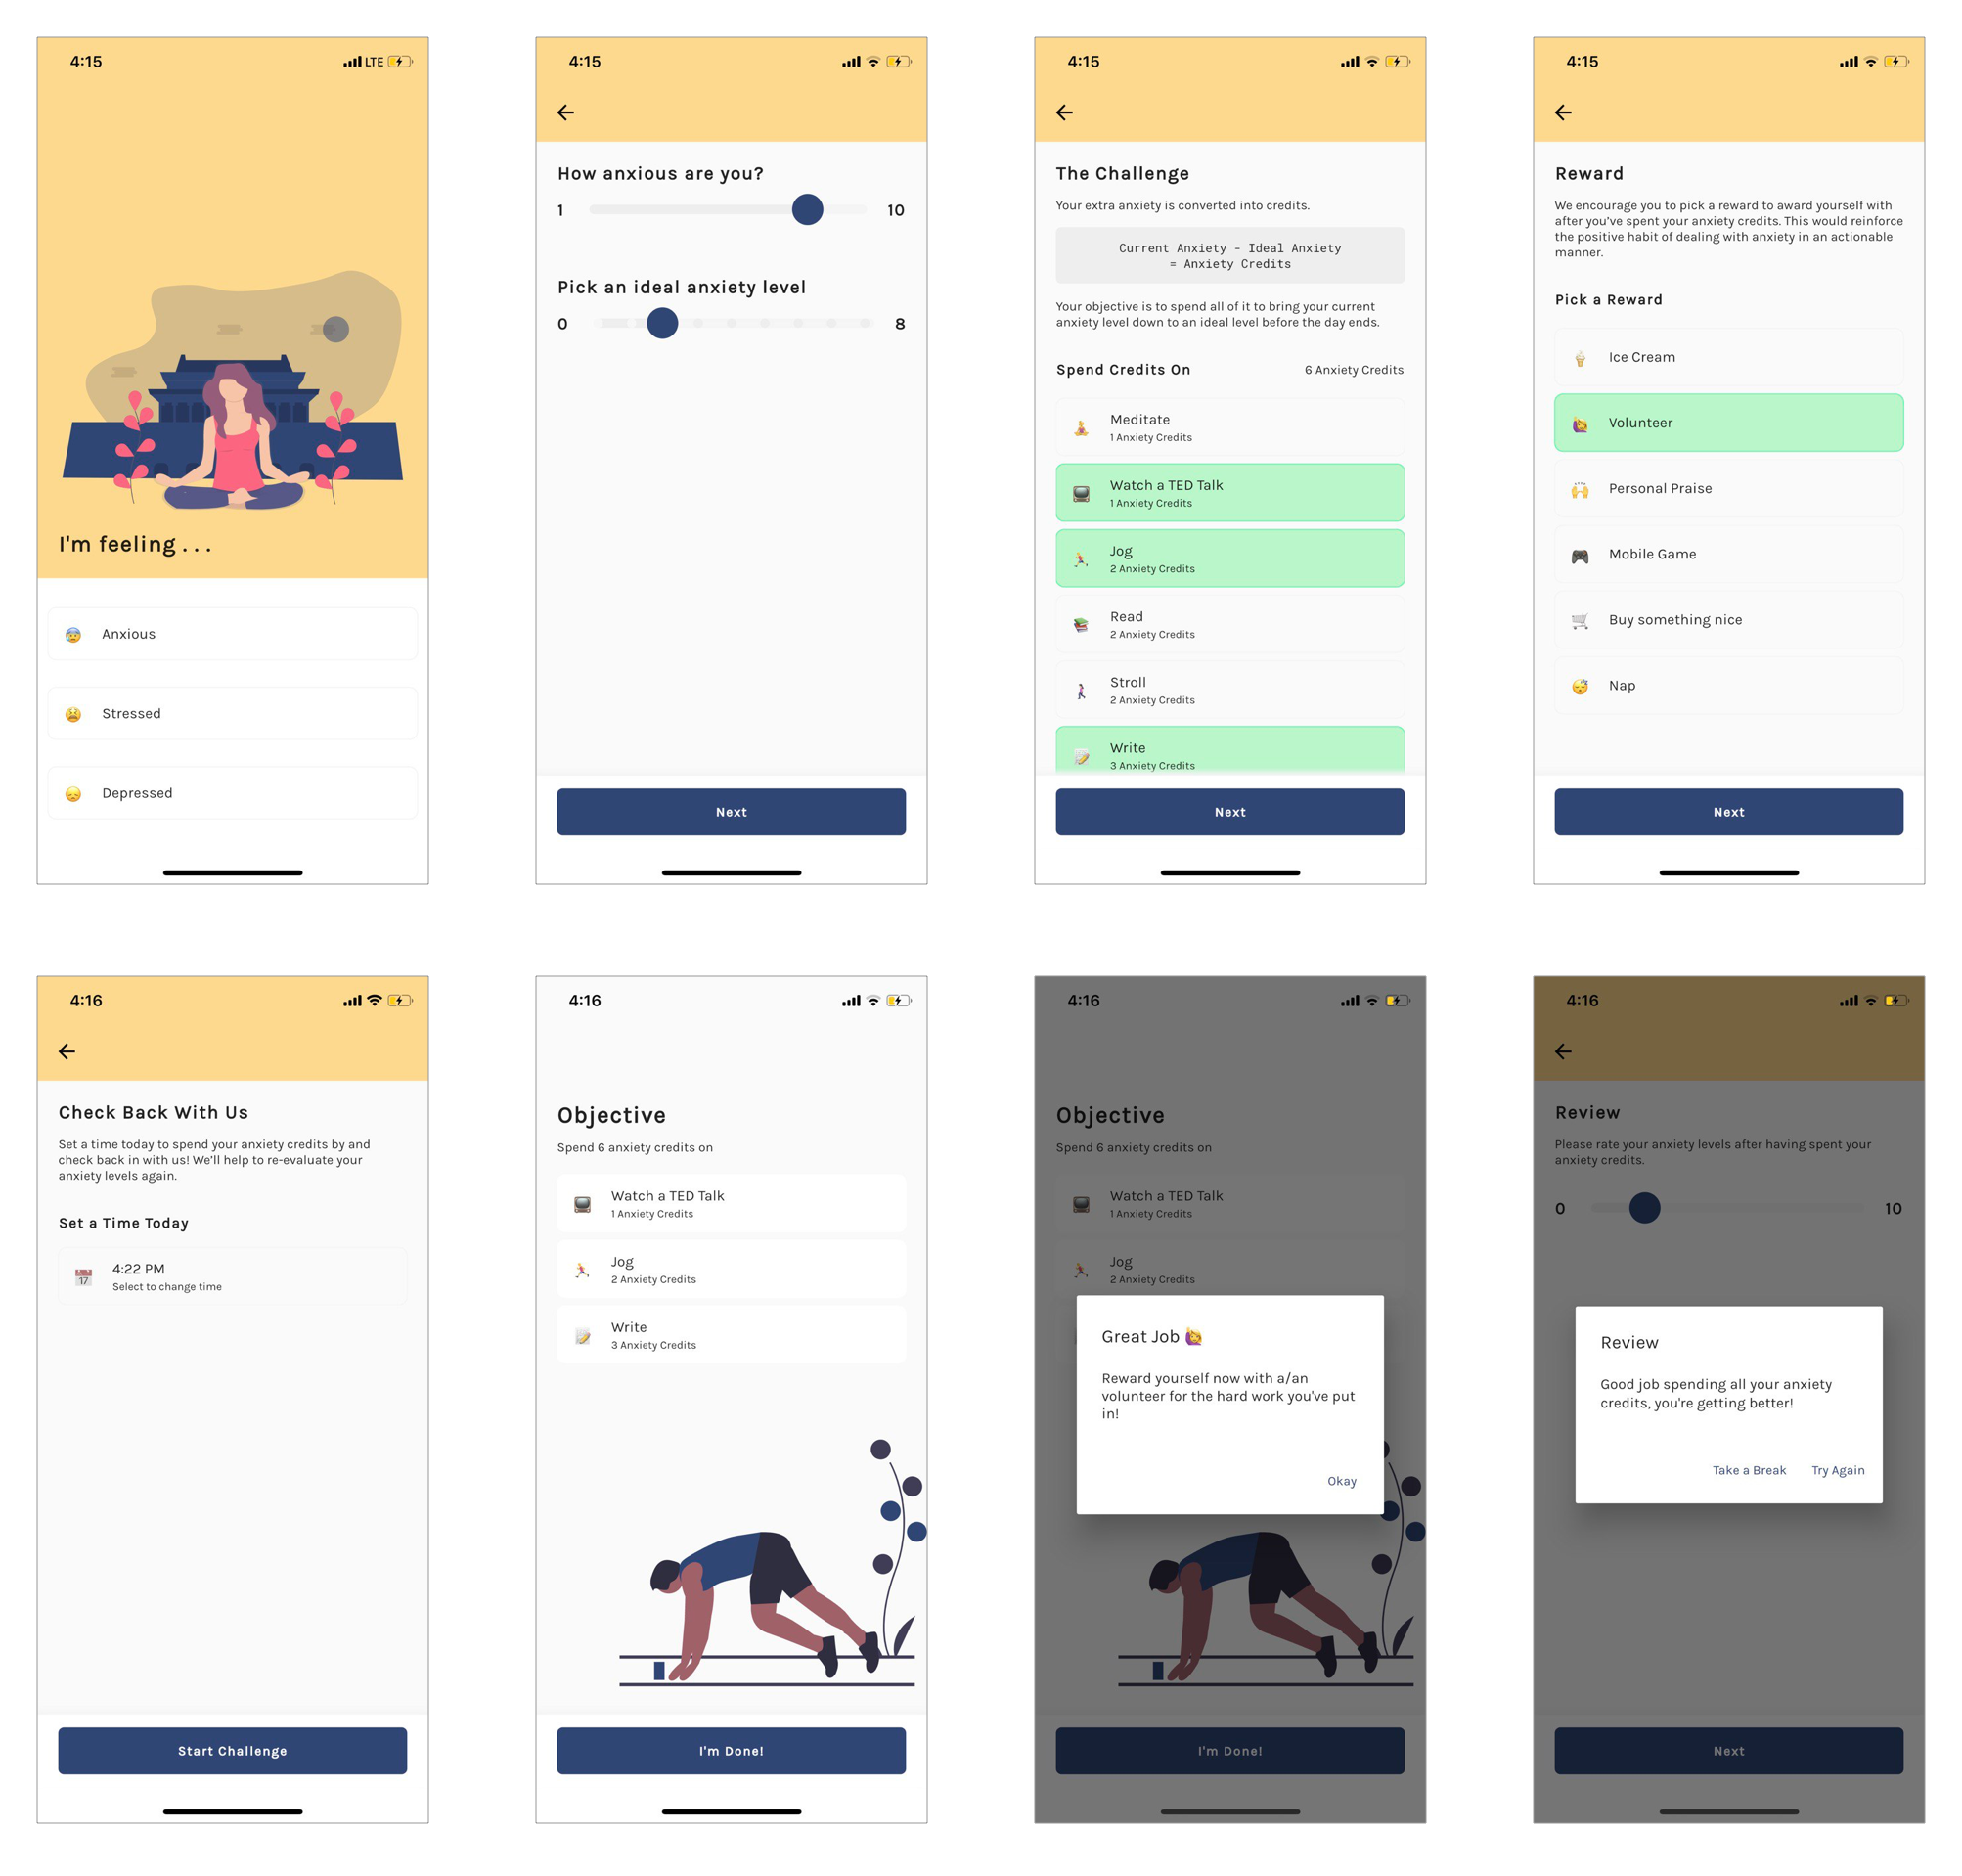 4:15
LTE
I'm feeling . . .
Anxious
Stressed
Depressed
4:15
How anxious are you?
1
10
Pick an ideal anxiety level
0
8
Next
4:15
The Challenge
Your extra anxiety is converted into credits.
Current Anxiety - Ideal Anxiety
= Anxiety Credits
Your objective is to spend all of it to bring your current
anxiety level down to an ideal level before the day ends.
Spend Credits On
6 Anxiety Credits
Meditate
1 Anxiety Credits
Watch a TED Talk
1 Anxiety Credits
Jog
2 Anxiety Credits
Read
2 Anxiety Credits
Stroll
2 Anxiety Credits
Write
3 Anxiety Credits
Next
4:15
Reward
We encourage you to pick a reward to award yourself with
after you've spent your anxiety credits. This would reinforce
the positive habit of dealing with anxiety in an actionable
manner.
Pick a Reward
Ice Cream
Volunteer
Personal Praise
Mobile Game
Buy something nice
Nap
Next
4:16
Check Back With Us
Set a time today to spend your anxiety credits by and
check back in with us! We'll help to re-evaluate your
anxiety levels again.
Set a Time Today
17
4:22 PM
Select to change time
Start Challenge
4:16
Objective
Spend 6 anxiety credits on
Watch a TED Talk
1 Anxiety Credits
Jog
2 Anxiety Credits
Write
3 Anxiety Credits
I'm Done!
4:16
Objective
Spend 6 anxiety credits on
Watch a TED Talk
1 Anxiety Credits
Jog
2 Anxiety Credits
Great Job
Reward yourself now with a/an
volunteer for the hard work you've put
in!
Okay
I'm Done!
4:16
Review
Please rate your anxiety levels after having spent your
anxiety credits.
0
10
Review
Good job spending all your anxiety
credits, you're getting better!
Take a Break
Try Again
Next